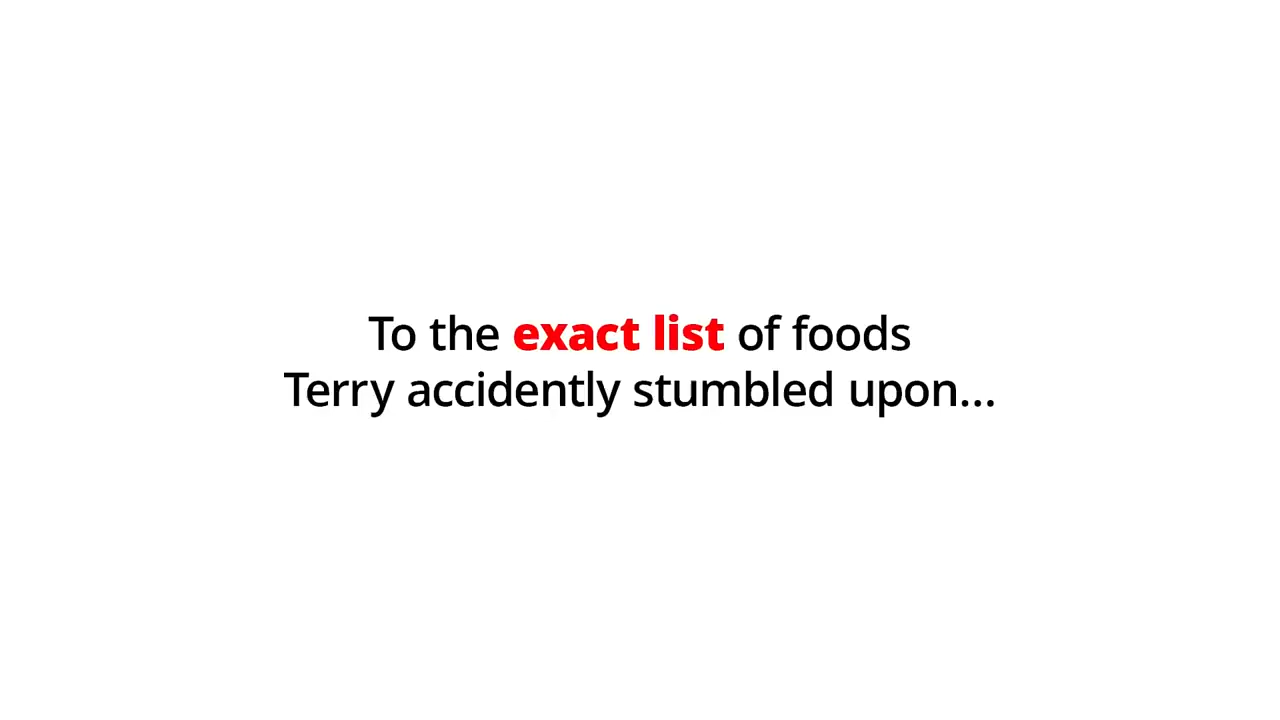 To the exact list of foods
Terry accidently stumbled upon...